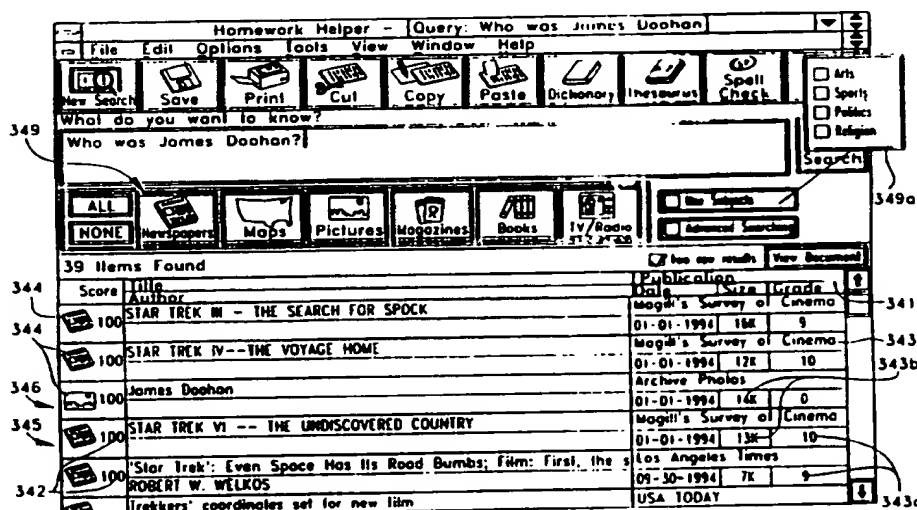 Homework Helper - [Query: Who was James Doohan]
File Edit Options Tools View Window Help
New Search Save Print Cut Copy Paste Dictionary Thesaurus Spell Check
Arts
Sports
Politics
Religion
What do you want to know?
Who was James Doohan?
Search
349
349a
ALL
NONE
Newspapers Maps Pictures Magazines Books TV/Radio
Subjects
Advanced Searching
39 Items Found
new results View Document
Score Title Author Publication Date Size Grade
341
344 100 STAR TREK III - THE SEARCH FOR SPOCK Magill's Survey of Cinema
01-01-1994 16K 9
344 100 STAR TREK IV--THE VOYAGE HOME Magill's Survey of Cinema 343
01-01-1994 12K 10
343b
346 100 James Doohan Archive Photos
01-01-1994 14K 0
345 100 STAR TREK VI -- THE UNDISCOVERED COUNTRY Magill's Survey of Cinema
01-01-1994 13K 10
342 100 'Star Trek': Even Space Has Its Road Bumbs; Film: First, the s Los Angeles Times
ROBERT W. WELKOS 09-30-1994 7K 9
Trekkers' coordinates set for new film USA TODAY